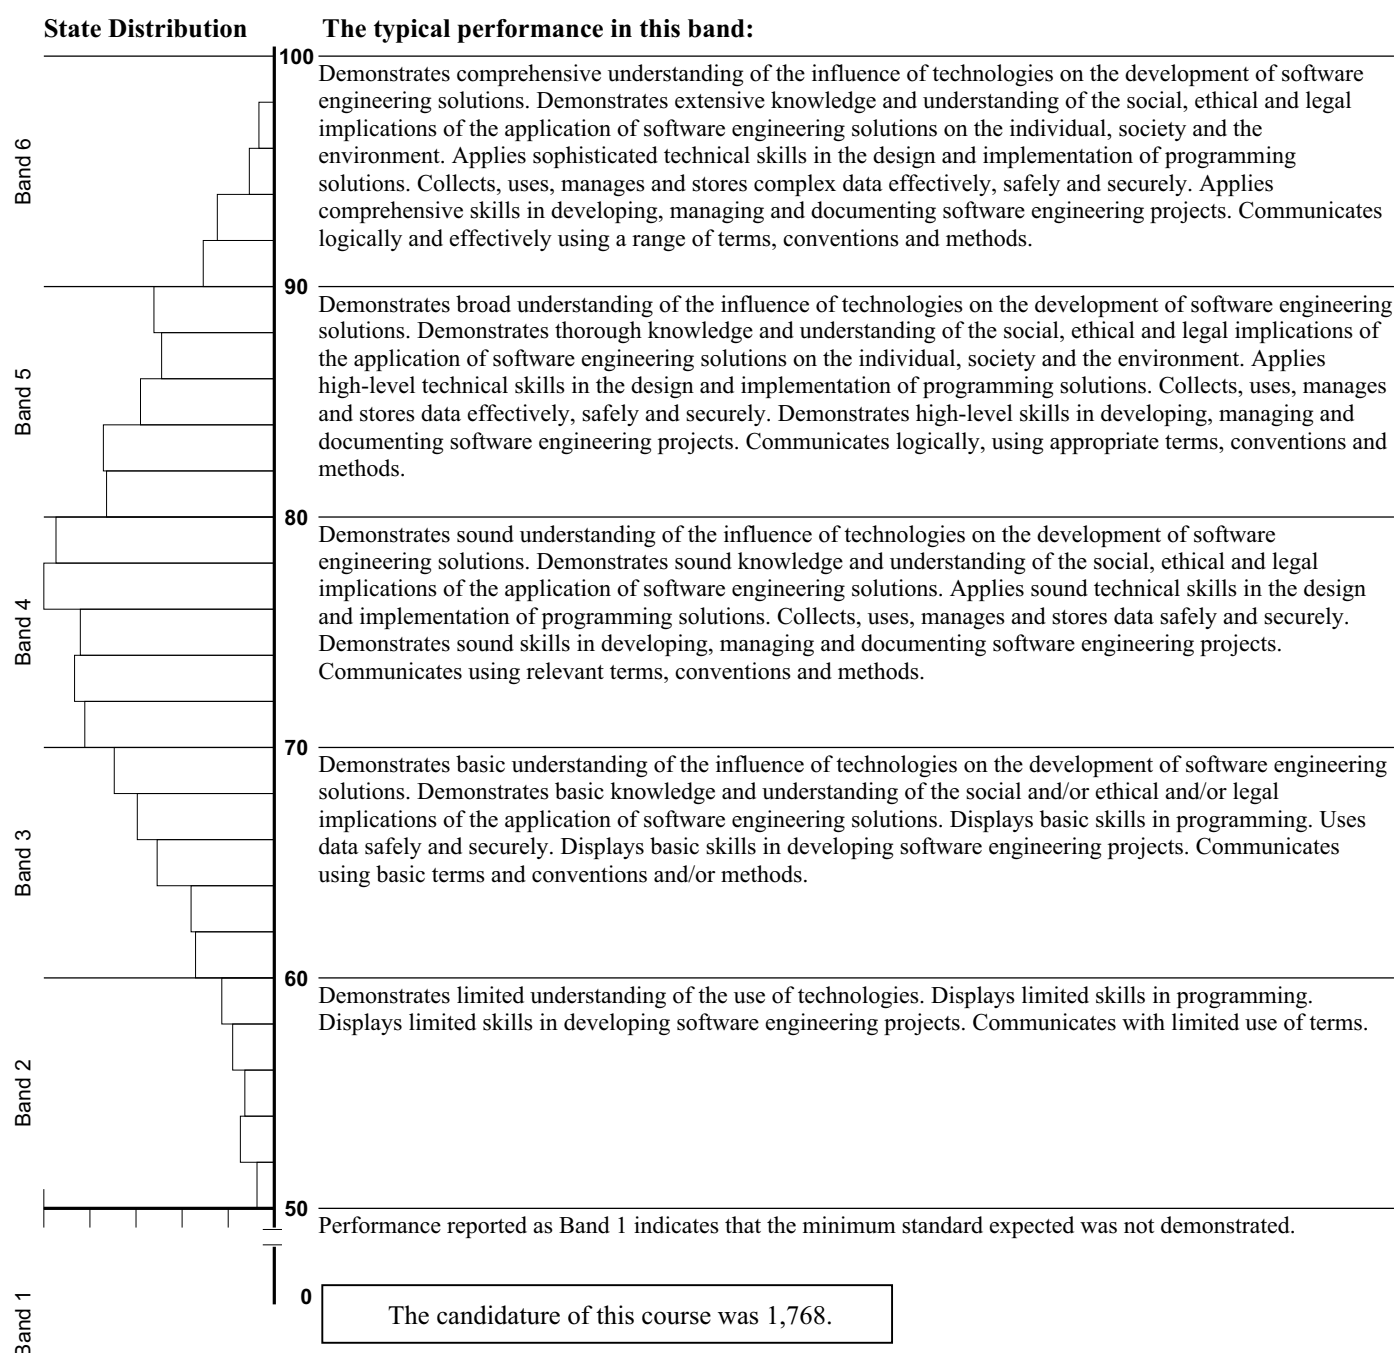 State Distribution
The typical performance in this band:
100
Band 6
Demonstrates comprehensive understanding of the influence of technologies on the development of software
engineering solutions. Demonstrates extensive knowledge and understanding of the social, ethical and legal
implications of the application of software engineering solutions on the individual, society and the
environment. Applies sophisticated technical skills in the design and implementation of programming
solutions. Collects, uses, manages and stores complex data effectively, safely and securely. Applies
comprehensive skills in developing, managing and documenting software engineering projects. Communicates
logically and effectively using a range of terms, conventions and methods.
90
Band 5
Demonstrates broad understanding of the influence of technologies on the development of software engineering
solutions. Demonstrates thorough knowledge and understanding of the social, ethical and legal implications of
the application of software engineering solutions on the individual, society and the environment. Applies
high-level technical skills in the design and implementation of programming solutions. Collects, uses, manages
and stores data effectively, safely and securely. Demonstrates high-level skills in developing, managing and
documenting software engineering projects. Communicates logically, using appropriate terms, conventions and
methods.
80
Band 4
Demonstrates sound understanding of the influence of technologies on the development of software
engineering solutions. Demonstrates sound knowledge and understanding of the social, ethical and legal
implications of the application of software engineering solutions. Applies sound technical skills in the design
and implementation of programming solutions. Collects, uses, manages and stores data safely and securely.
Demonstrates sound skills in developing, managing and documenting software engineering projects.
Communicates using relevant terms, conventions and methods.
70
Band 3
Demonstrates basic understanding of the influence of technologies on the development of software engineering
solutions. Demonstrates basic knowledge and understanding of the social and/or ethical and/or legal
implications of the application of software engineering solutions. Displays basic skills in programming. Uses
data safely and securely. Displays basic skills in developing software engineering projects. Communicates
using basic terms and conventions and/or methods.
60
Band 2
Demonstrates limited understanding of the use of technologies. Displays limited skills in programming.
Displays limited skills in developing software engineering projects. Communicates with limited use of terms.
50
Performance reported as Band 1 indicates that the minimum standard expected was not demonstrated.
0
Band 1
The candidature of this course was 1,768.